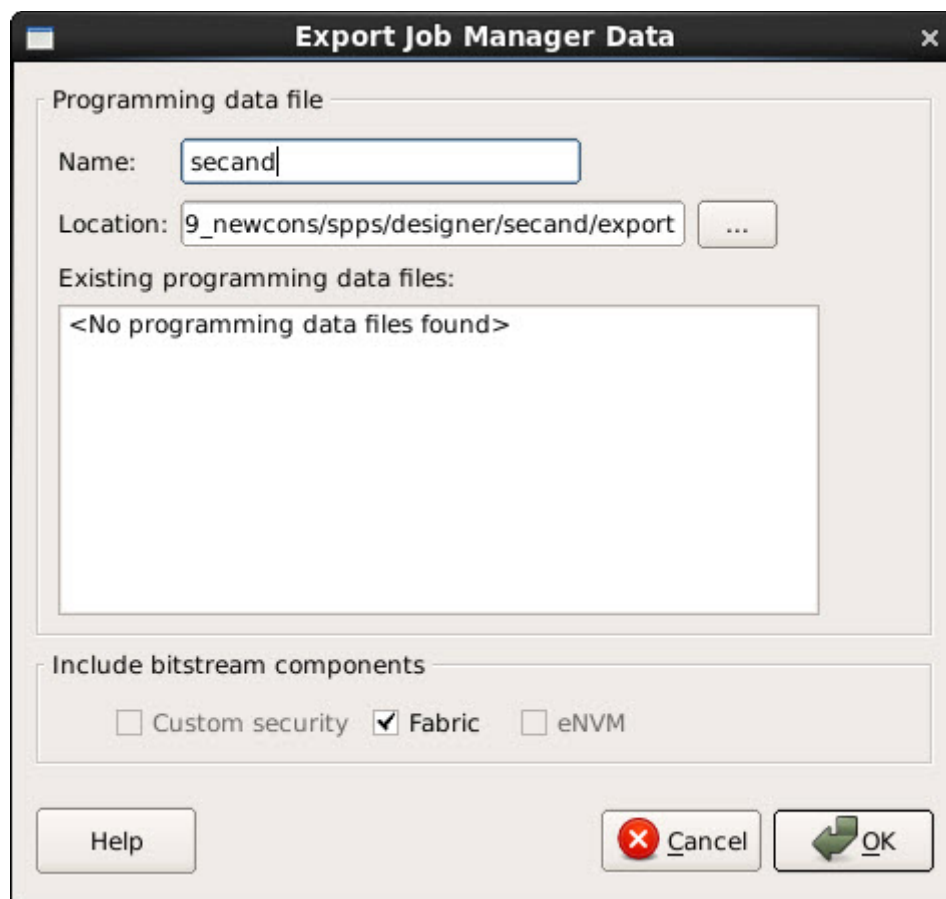 Export Job Manager Data
Programming data file
Name: secand
Location: 9_newcons/spps/designer/secand/export ...
Existing programming data files:
<No programming data files found>
Include bitstream components
Custom security Fabric eNVM
Help Cancel OK